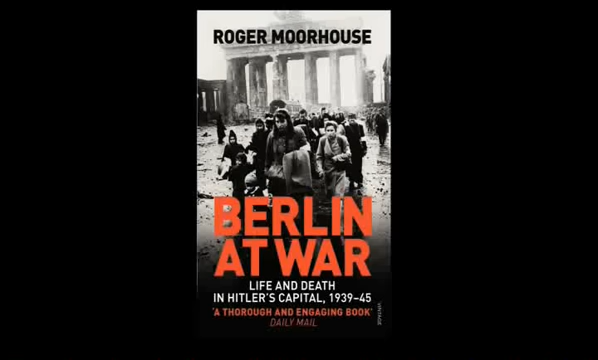 ROGER MOORHOUSE
BERLIN
AT WAR
LIFE AND DEATH
IN HITLER'S CAPITAL, 1939–45
'A THOROUGH AND ENGAGING BOOK'
DAILY MAIL
VINTAGE